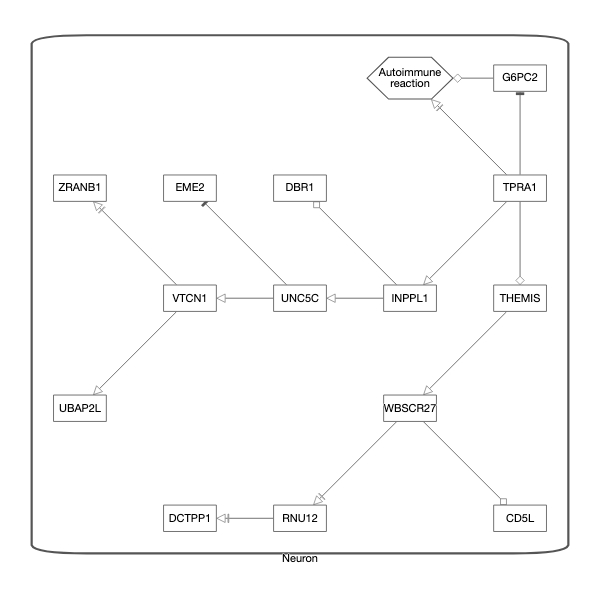 Autoimmune
reaction
G6PC2
ZRANB1
EME2
DBR1
TPRA1
VTCN1
UNC5C
INPPL1
THEMIS
UBAP2L
WBSCR27
DCTPP1
RNU12
CD5L
Neuron